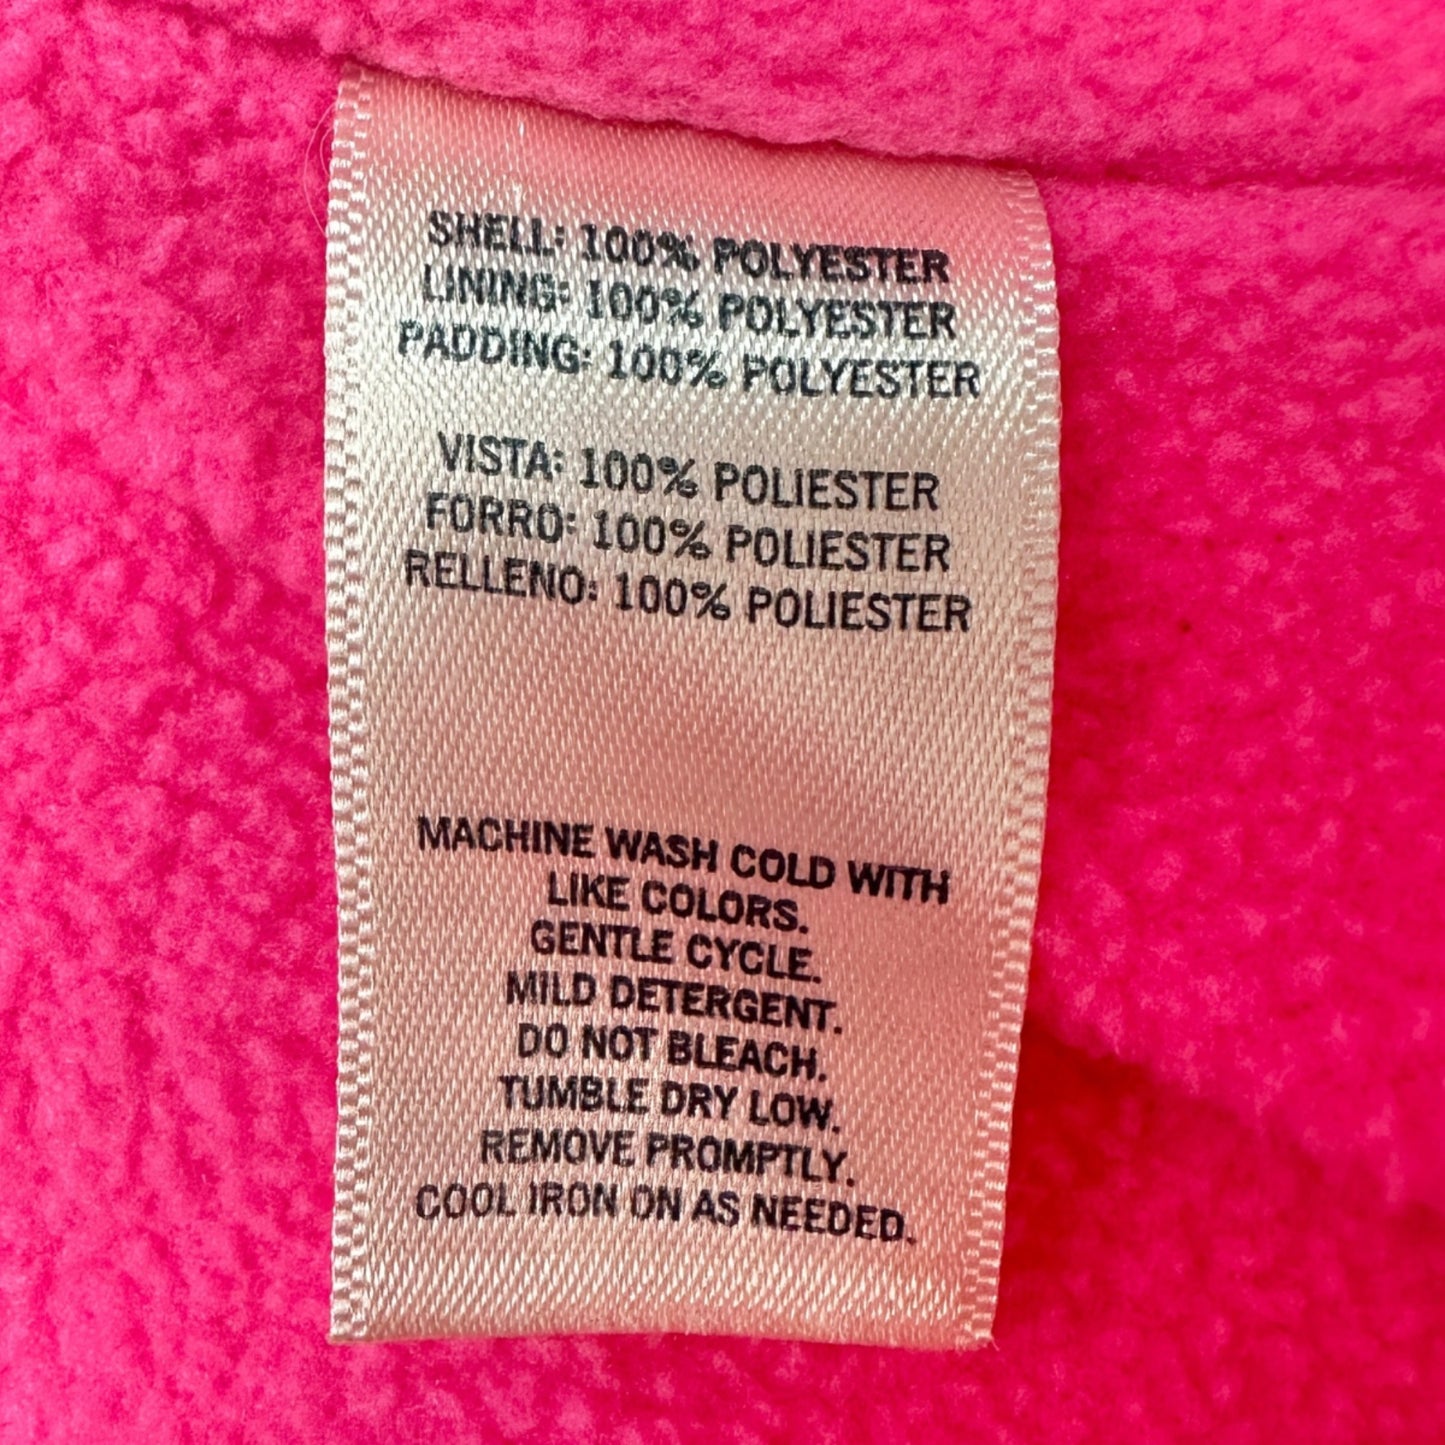 SHELL: 100% POLYESTER
LINING: 100% POLYESTER
PADDING: 100% POLYESTER
VISTA: 100% POLIESTER
FORRO: 100% POLIESTER
RELLENO: 100% POLIESTER
MACHINE WASH COLD WITH
LIKE COLORS.
GENTLE CYCLE.
MILD DETERGENT.
DO NOT BLEACH.
TUMBLE DRY LOW.
REMOVE PROMPTLY.
COOL IRON ON AS NEEDED.